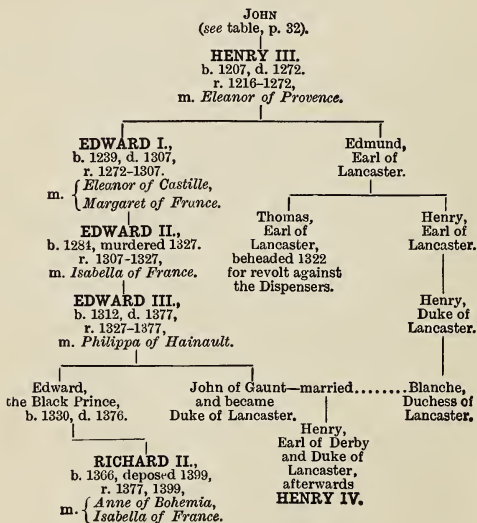 JOHN
(see table, p. 32).
HENRY III.
b. 1207, d. 1272.
r. 1216–1272,
m. Eleanor of Provence.
EDWARD I.,
b. 1239, d. 1307,
r. 1272-1307.
m. { Eleanor of Castille,
Margaret of France.
Edmund,
Earl of
Lancaster.
EDWARD II.,
b. 1284, murdered 1327.
r. 1307-1327,
m. Isabella of France.
Thomas,
Earl of
Lancaster,
beheaded 1322
for revolt against
the Dispensers.
Henry,
Earl of
Lancaster.
EDWARD III.,
b. 1312, d. 1377,
r. 1327-1377,
m. Philippa of Hainault.
Henry,
Duke of
Lancaster.
Edward,
the Black Prince,
b. 1330, d. 1376.
John of Gaunt—married.......Blanche,
and became
Duke of Lancaster.
Duchess of
Lancaster.
Henry,
Earl of Derby
and Duke of
Lancaster,
afterwards
HENRY IV.
RICHARD II.,
b. 1366, deposed 1399,
r. 1377, 1399,
m. { Anne of Bohemia,
Isabella of France.